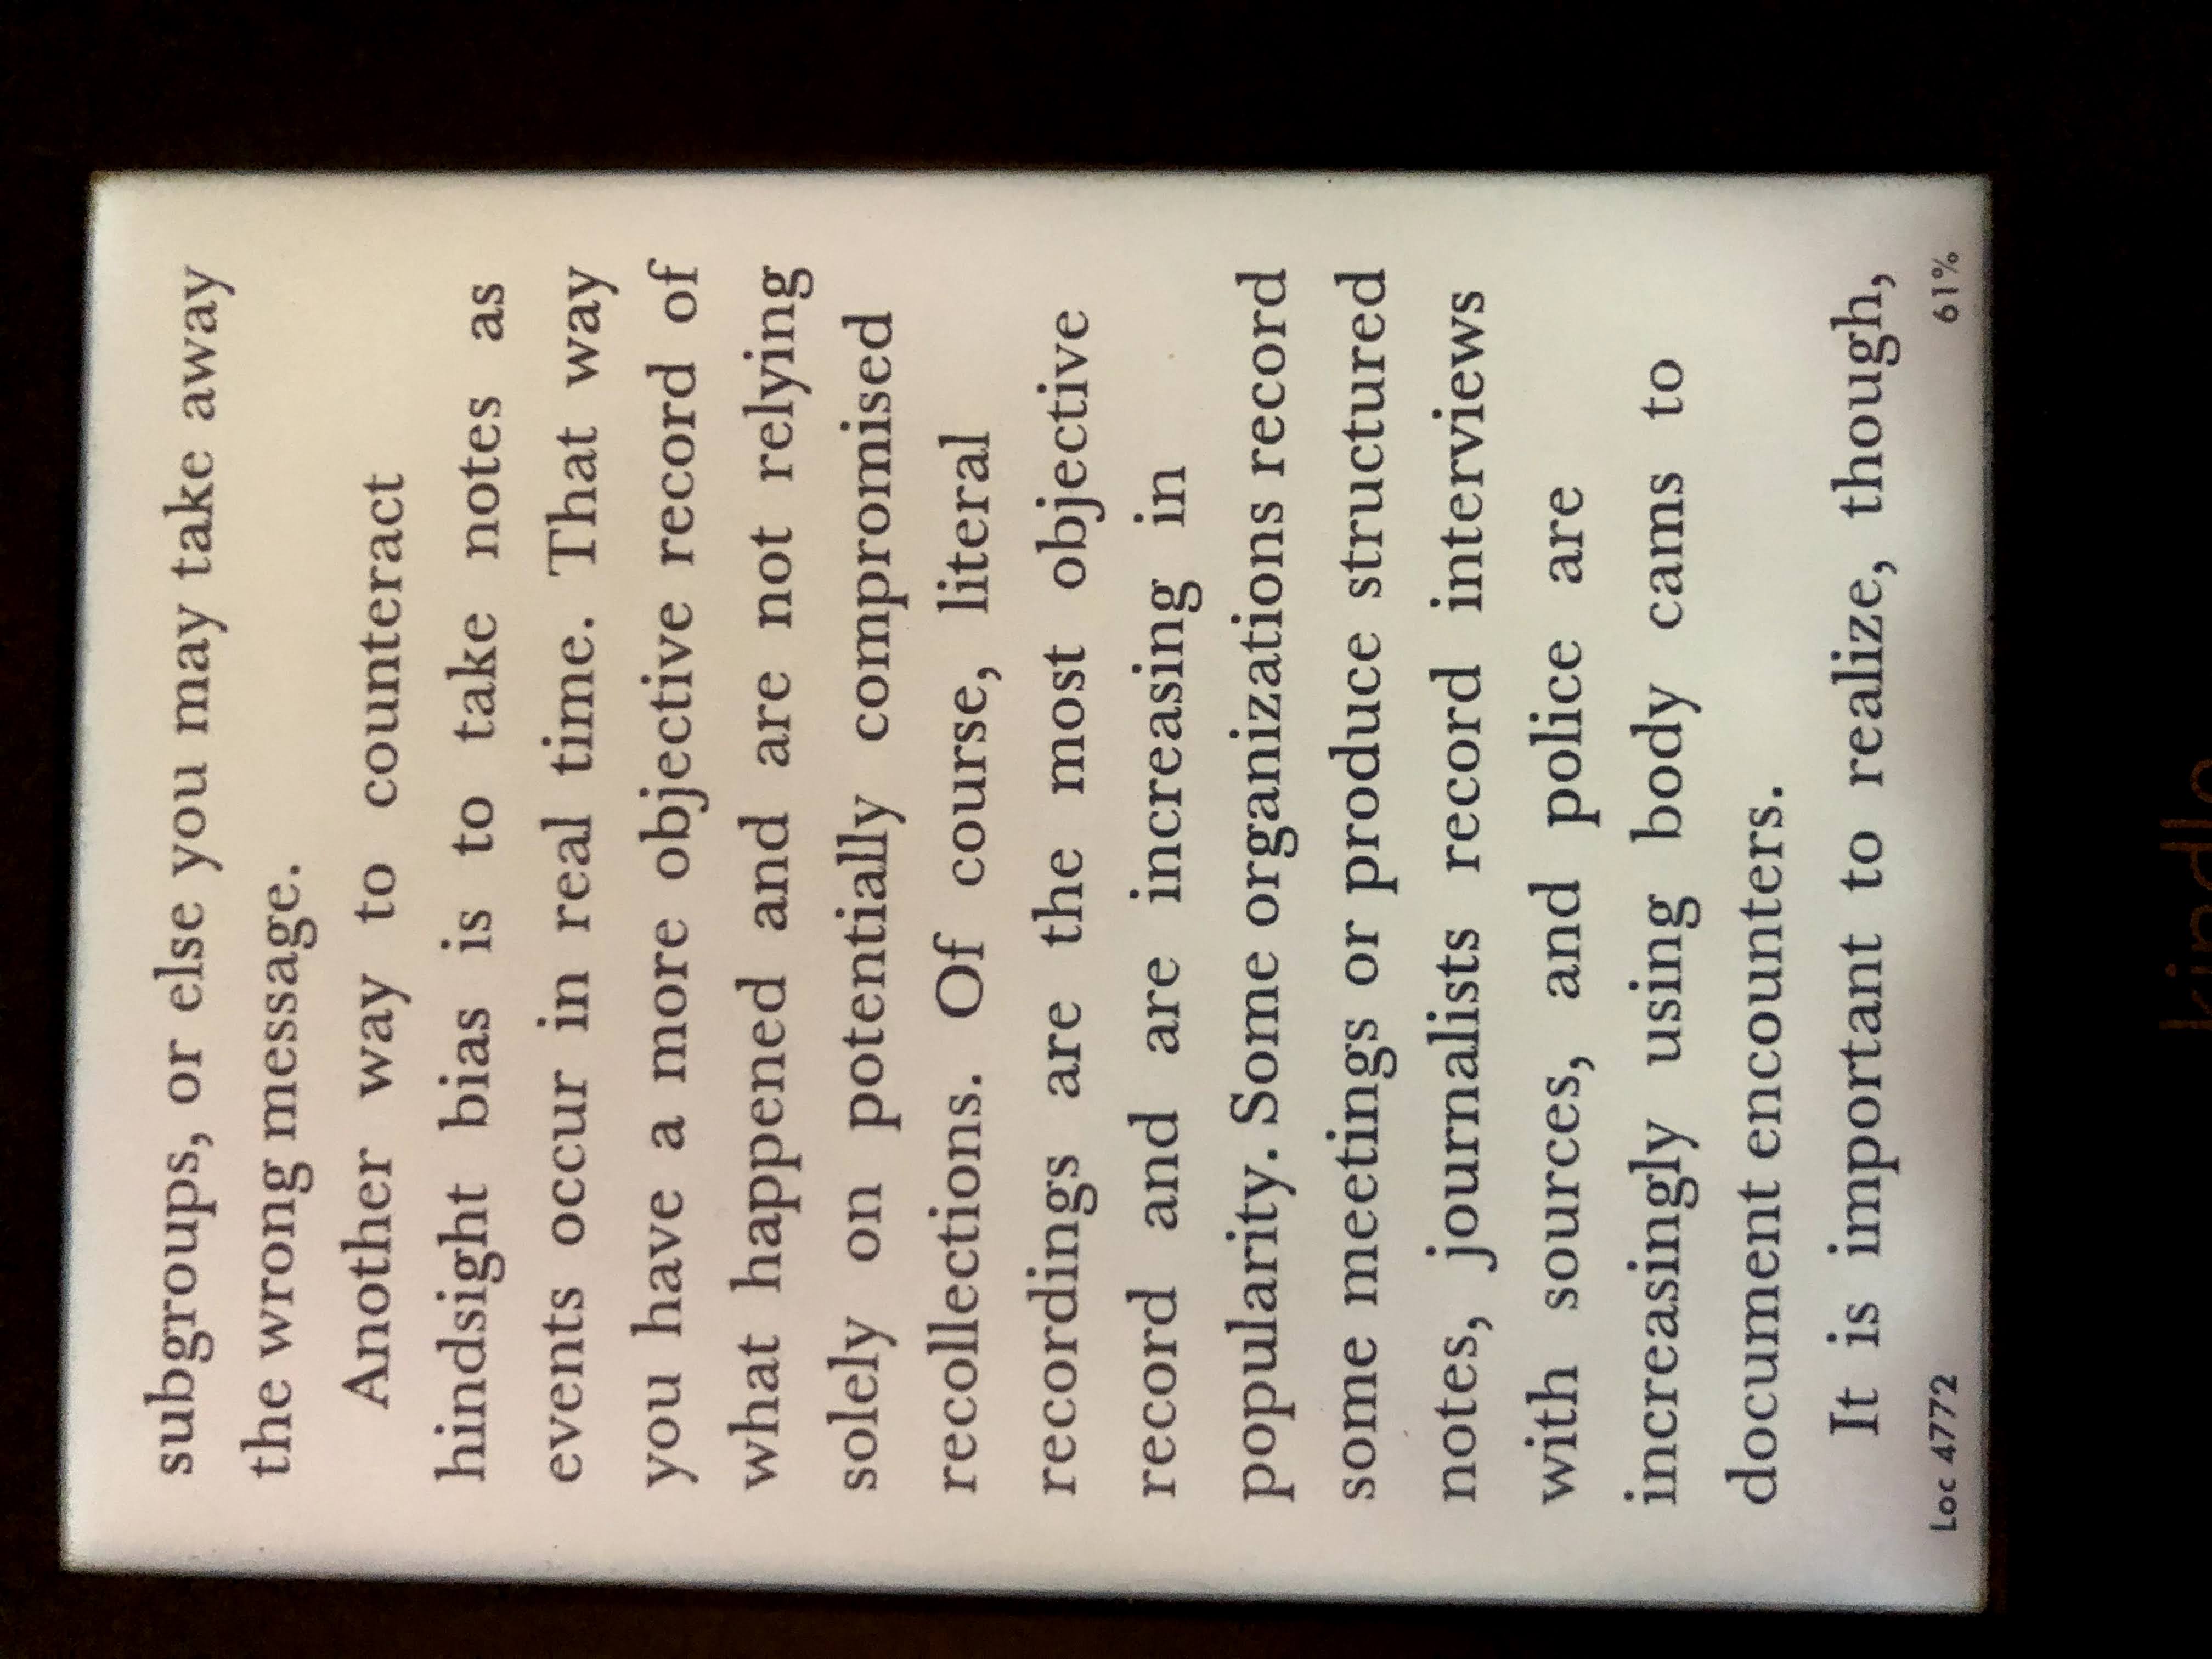 subgroups, or else you may take away
the wrong message.
Another way to counteract
hindsight bias is to take notes as
events occur in real time. That way
you have a more objective record of
what happened and are not relying
solely on potentially compromised
recollections. Of course, literal
recordings are the most objective
record and are increasing in
popularity. Some organizations record
some meetings or produce structured
notes, journalists record interviews
with sources, and police are
increasingly using body cams to
document encounters.
It is important to realize, though,
Loc 4772 61%
kindle